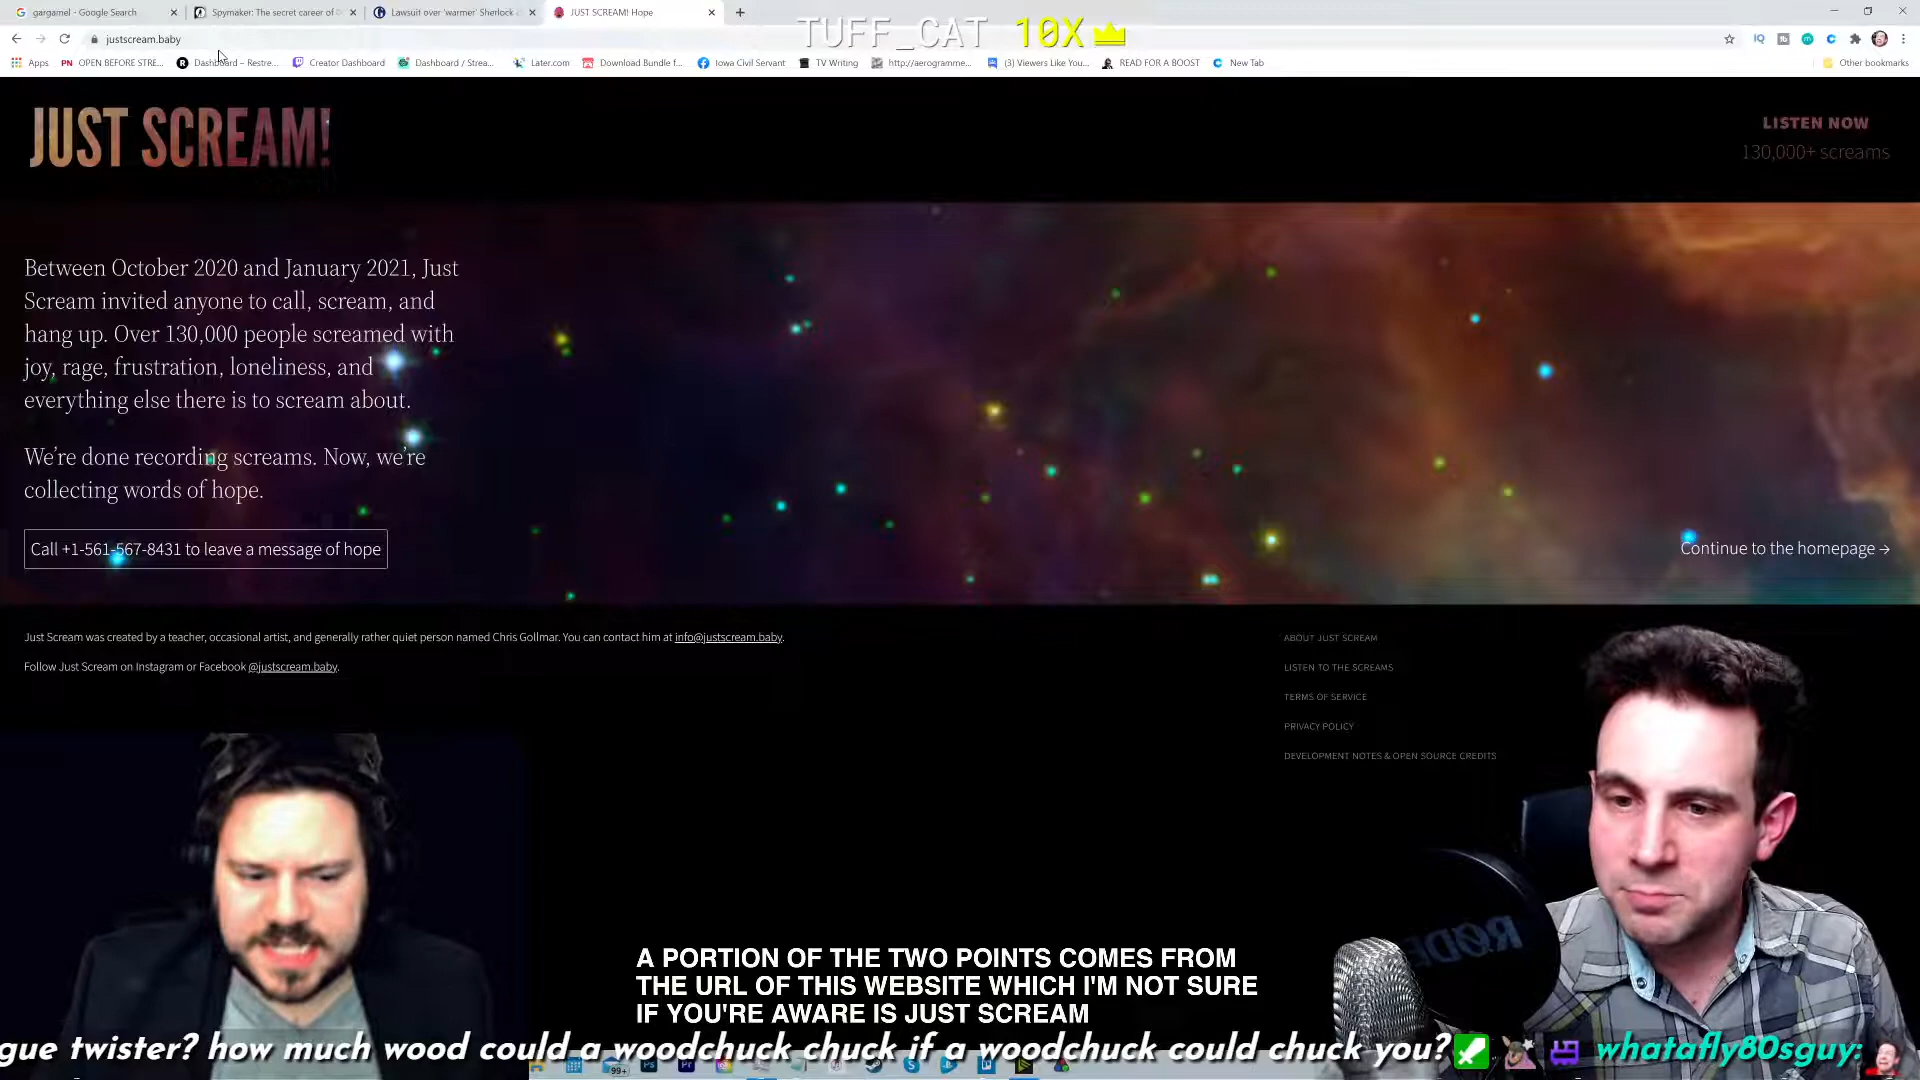 gargamel - Google Search
Spymaker: The secret career of
Lawsuit over 'warmer' Sherlock
JUST SCREAM! Hope
TUFF_CAT 10X
justscream.baby
Apps
PN OPEN BEFORE STRE...
Dashboard – Restre...
Creator Dashboard
Dashboard / Strea...
Later.com
Download Bundle f...
Iowa Civil Servant
TV Writing
http://aerogramme...
(3) Viewers Like You...
READ FOR A BOOST
New Tab
Other bookmarks
JUST SCREAM!
LISTEN NOW
130,000+ screams
Between October 2020 and January 2021, Just
Scream invited anyone to call, scream, and
hang up. Over 130,000 people screamed with
joy, rage, frustration, loneliness, and
everything else there is to scream about.
We're done recording screams. Now, we're
collecting words of hope.
Call +1-561-567-8431 to leave a message of hope
Continue to the homepage →
Just Scream was created by a teacher, occasional artist, and generally rather quiet person named Chris Gollmar. You can contact him at info@justscream.baby.
Follow Just Scream on Instagram or Facebook @justscream.baby.
ABOUT JUST SCREAM
LISTEN TO THE SCREAMS
TERMS OF SERVICE
PRIVACY POLICY
DEVELOPMENT NOTES & OPEN SOURCE CREDITS
RØDE
A PORTION OF THE TWO POINTS COMES FROM
THE URL OF THIS WEBSITE WHICH I'M NOT SURE
IF YOU'RE AWARE IS JUST SCREAM
gue twister? how much wood could a woodchuck chuck if a woodchuck could chuck you? whatafly80sguy:
99+